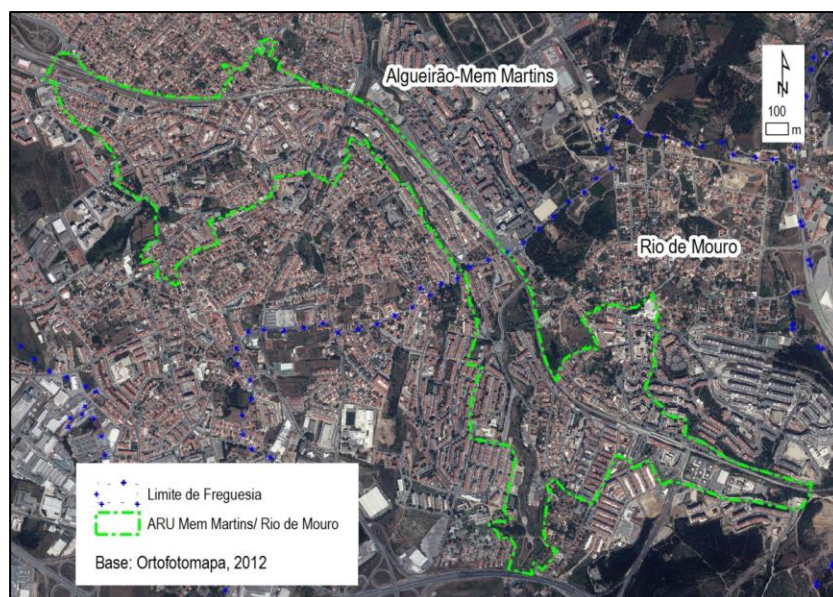 Algueirão-Mem Martins
N
100
m
Rio de Mouro
Limite de Freguesia
ARU Mem Martins/ Rio de Mouro
Base: Ortofotomapa, 2012